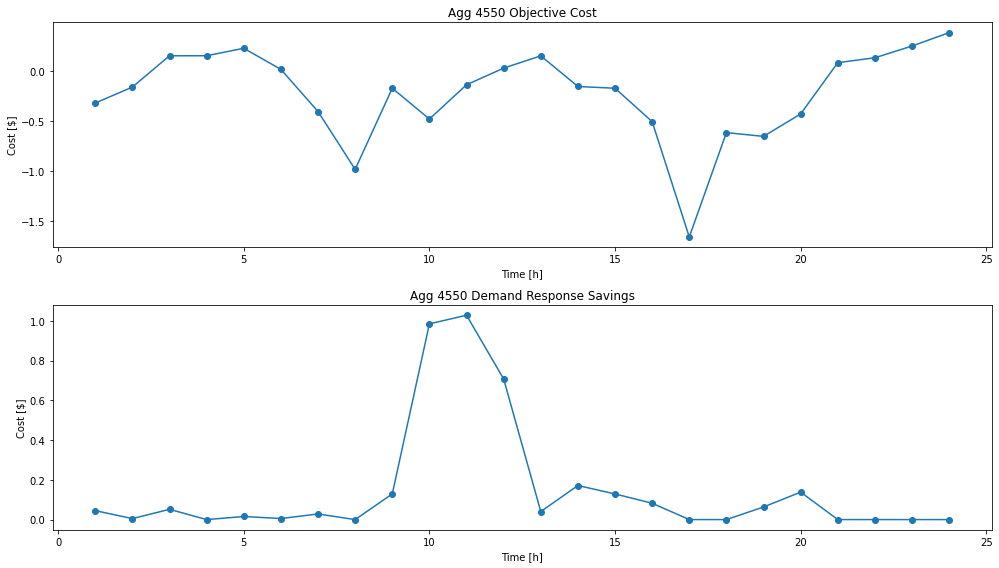 Agg 4550 Objective Cost
Cost [$]
0.0
−0.5
−1.0
−1.5
0 5 10 15 20 25
Time [h]
Agg 4550 Demand Response Savings
Cost [$]
1.0
0.8
0.6
0.4
0.2
0.0
0 5 10 15 20 25
Time [h]